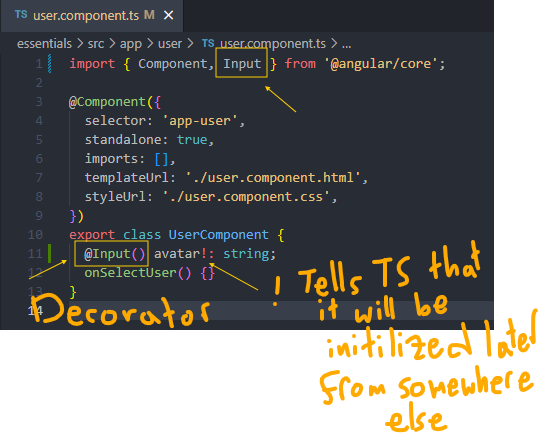 TS user.component.ts M ×
essentials > src > app > user > TS user.component.ts > ...
1 import { Component, Input } from '@angular/core';
2
3 @Component({
4 selector: 'app-user',
5 standalone: true,
6 imports: [],
7 templateUrl: './user.component.html',
8 styleUrl: './user.component.css',
9 })
10 export class UserComponent {
11 @Input() avatar!: string;
12 onSelectUser() {}
13 }
14
Decorator
! Tells TS that
it will be
initilized later
From somewhere
else